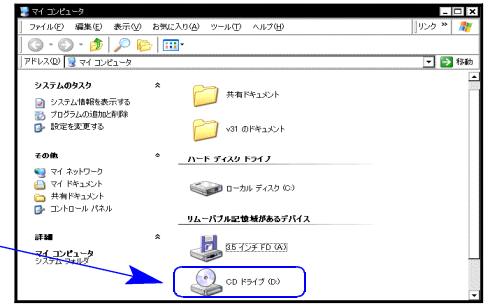 マイ コンピュータ
ファイル(F) 編集(E) 表示(V) お気に入り(A) ツール(T) ヘルプ(H) リンク »
アドレス(D) マイ コンピュータ 移動
システムのタスク
システム情報を表示する
プログラムの追加と削除
設定を変更する
その他
マイ ネットワーク
マイ ドキュメント
共有ドキュメント
コントロール パネル
詳細
マイ コンピュータ
システム フォルダ
共有ドキュメント
v31 のドキュメント
ハード ディスク ドライブ
ローカル ディスク (C:)
リムーバブル記憶域があるデバイス
3.5 インチ FD (A:)
CD ドライブ (D:)